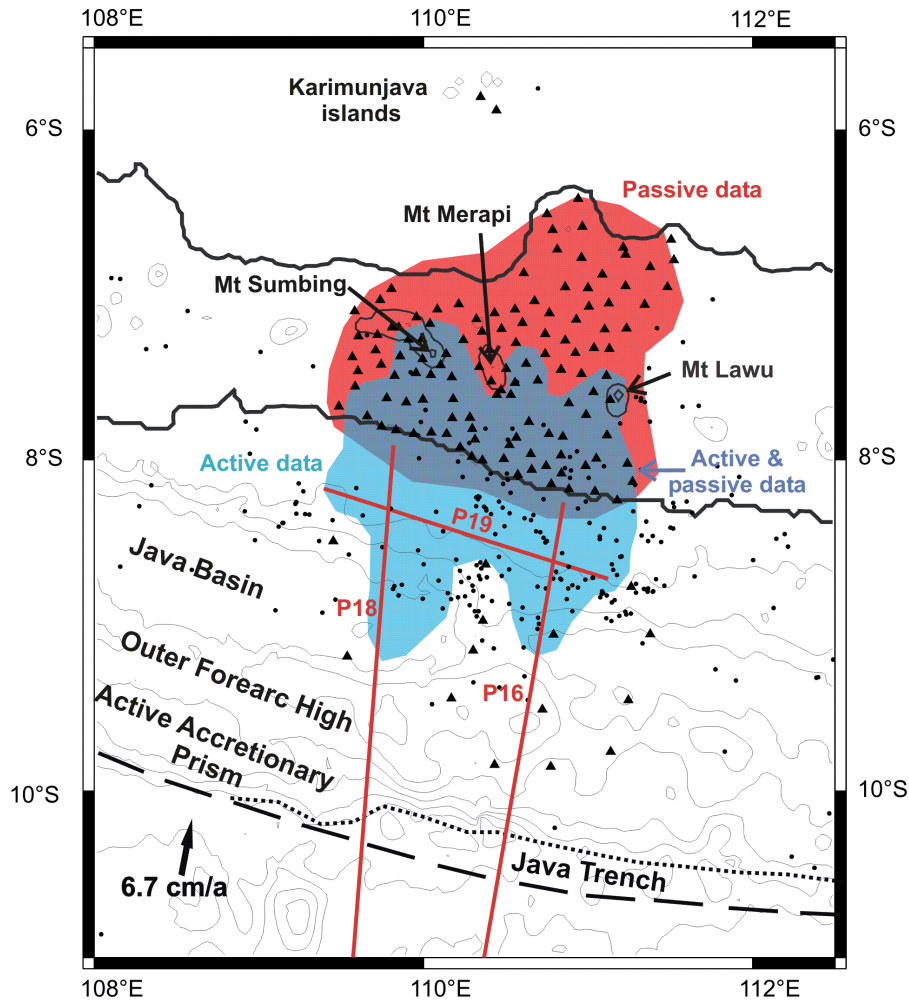 108°E
110°E
112°E
Karimunjava
islands
6°S
6°S
Passive data
Mt Merapi
Mt Sumbing
Mt Lawu
8°S
8°S
Active data
Active &
passive data
P19
Java Basin
P18
Outer Forearc High
P16
Active Accretionary
Prism
10°S
10°S
Java Trench
6.7 cm/a
108°E
110°E
112°E